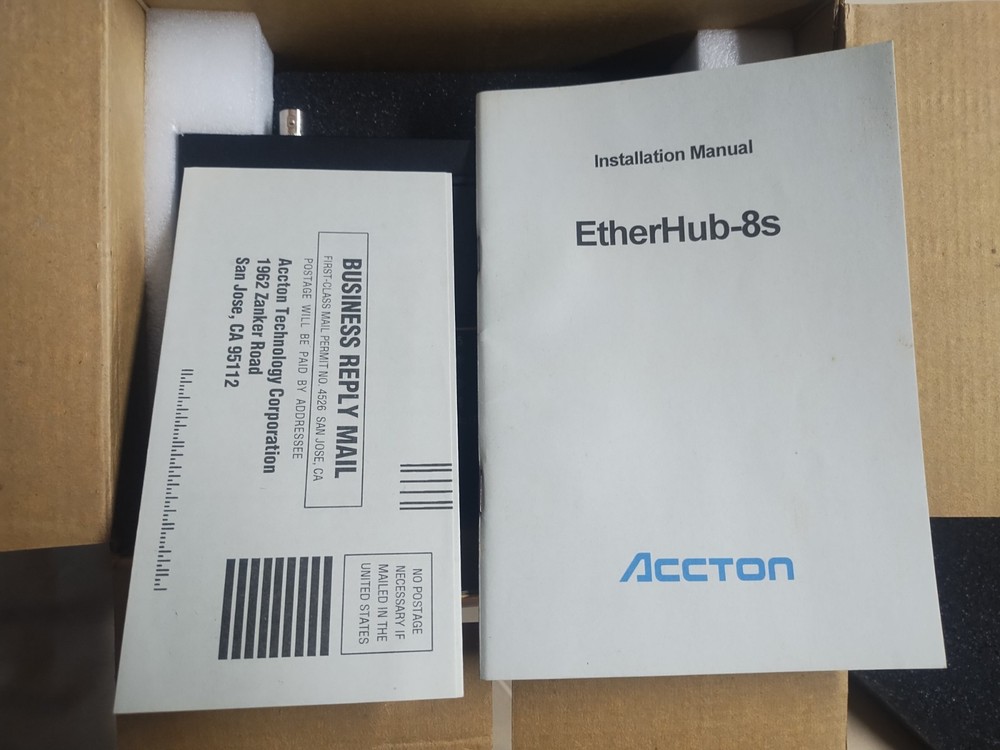 BUSINESS REPLY MAIL
FIRST-CLASS MAIL PERMIT NO. 4526 SAN JOSE, CA
POSTAGE WILL BE PAID BY ADDRESSEE
Accton Technology Corporation
1962 Zanker Road
San Jose, CA 95112
NO POSTAGE
NECESSARY IF
MAILED IN THE
UNITED STATES
Installation Manual
EtherHub-8s
ACCTON